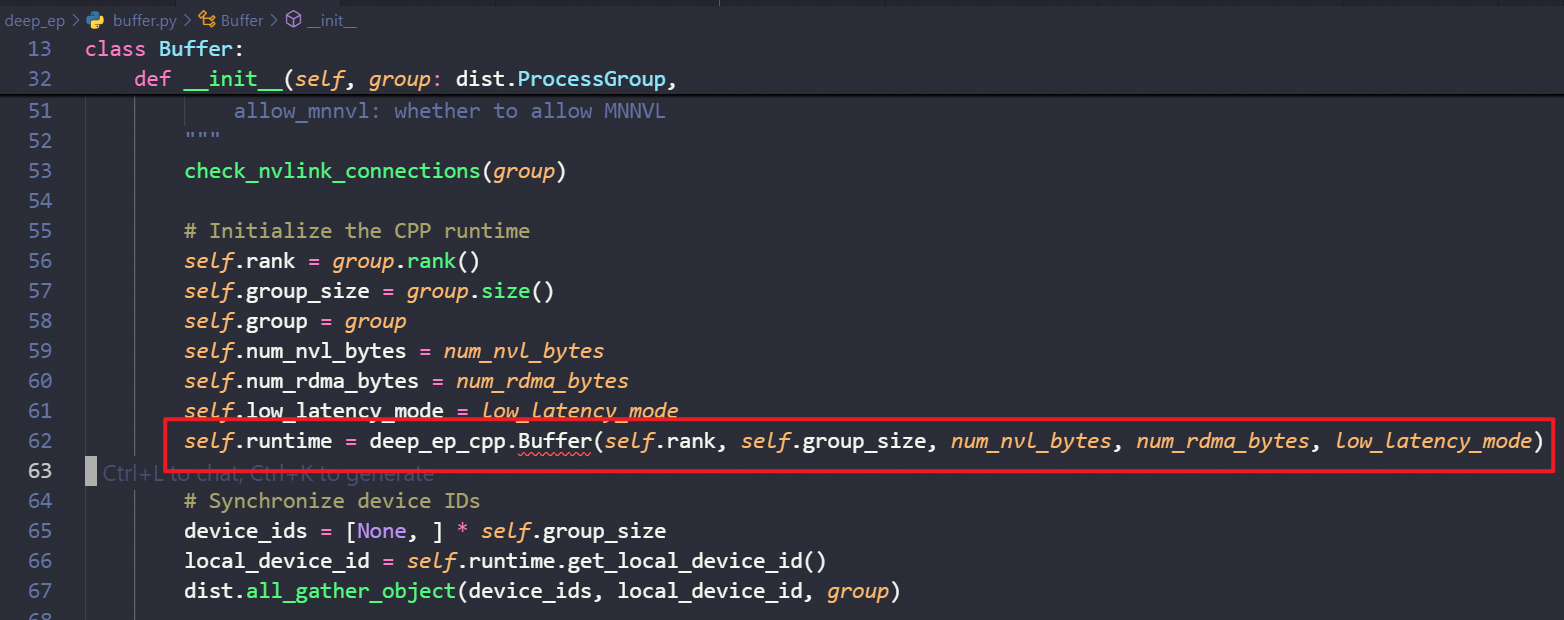 deep_ep > buffer.py > Buffer > __init__
13 class Buffer:
32 def __init__(self, group: dist.ProcessGroup,
51 allow_mnnvl: whether to allow MNNVL
52 """
53 check_nvlink_connections(group)
54
55 # Initialize the CPP runtime
56 self.rank = group.rank()
57 self.group_size = group.size()
58 self.group = group
59 self.num_nvl_bytes = num_nvl_bytes
60 self.num_rdma_bytes = num_rdma_bytes
61 self.low_latency_mode = low_latency_mode
62 self.runtime = deep_ep_cpp.Buffer(self.rank, self.group_size, num_nvl_bytes, num_rdma_bytes, low_latency_mode)
63 Ctrl+L to chat, Ctrl+K to generate
64 # Synchronize device IDs
65 device_ids = [None, ] * self.group_size
66 local_device_id = self.runtime.get_local_device_id()
67 dist.all_gather_object(device_ids, local_device_id, group)
68